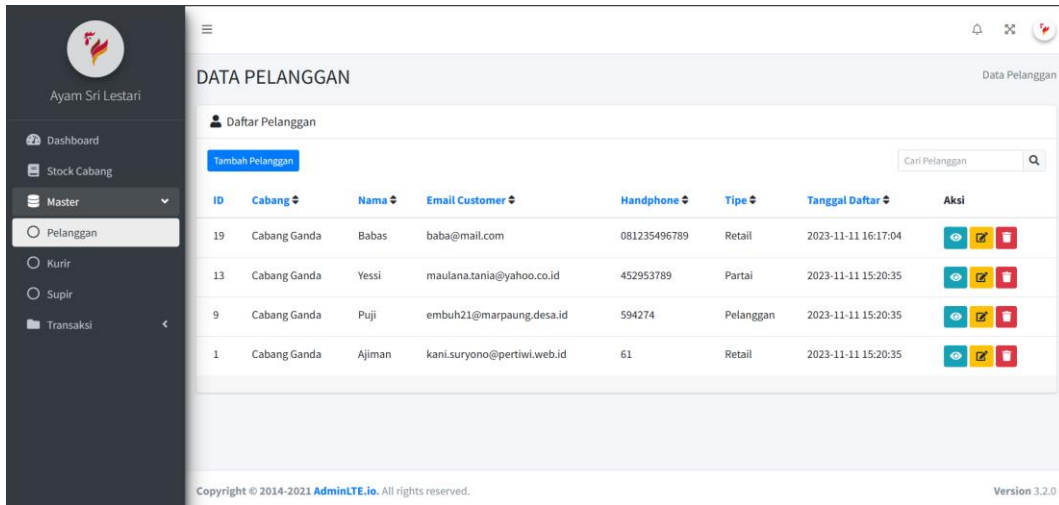 Ayam Sri Lestari
Dashboard
Stock Cabang
Master
Pelanggan
Kurir
Supir
Transaksi
DATA PELANGGAN
Data Pelanggan
Daftar Pelanggan
Tambah Pelanggan
Cari Pelanggan
ID Cabang Nama Email Customer Handphone Tipe Tanggal Daftar Aksi
19 Cabang Ganda Babas baba@mail.com 081235496789 Retail 2023-11-11 16:17:04
13 Cabang Ganda Yessi maulana.tania@yahoo.co.id 452953789 Partai 2023-11-11 15:20:35
9 Cabang Ganda Puji embuh21@marpaung.desa.id 594274 Pelanggan 2023-11-11 15:20:35
1 Cabang Ganda Ajiman kani.suryono@pertiwi.web.id 61 Retail 2023-11-11 15:20:35
Copyright © 2014-2021 AdminLTE.io. All rights reserved.
Version 3.2.0